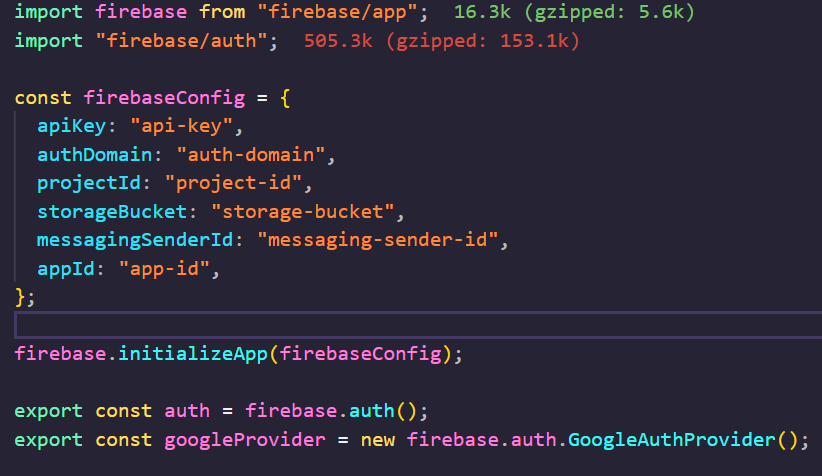 import firebase from "firebase/app";  16.3k (gzipped: 5.6k)
import "firebase/auth";  505.3k (gzipped: 153.1k)
const firebaseConfig = {
  apiKey: "api-key",
  authDomain: "auth-domain",
  projectId: "project-id",
  storageBucket: "storage-bucket",
  messagingSenderId: "messaging-sender-id",
  appId: "app-id",
};
firebase.initializeApp(firebaseConfig);
export const auth = firebase.auth();
export const googleProvider = new firebase.auth.GoogleAuthProvider();